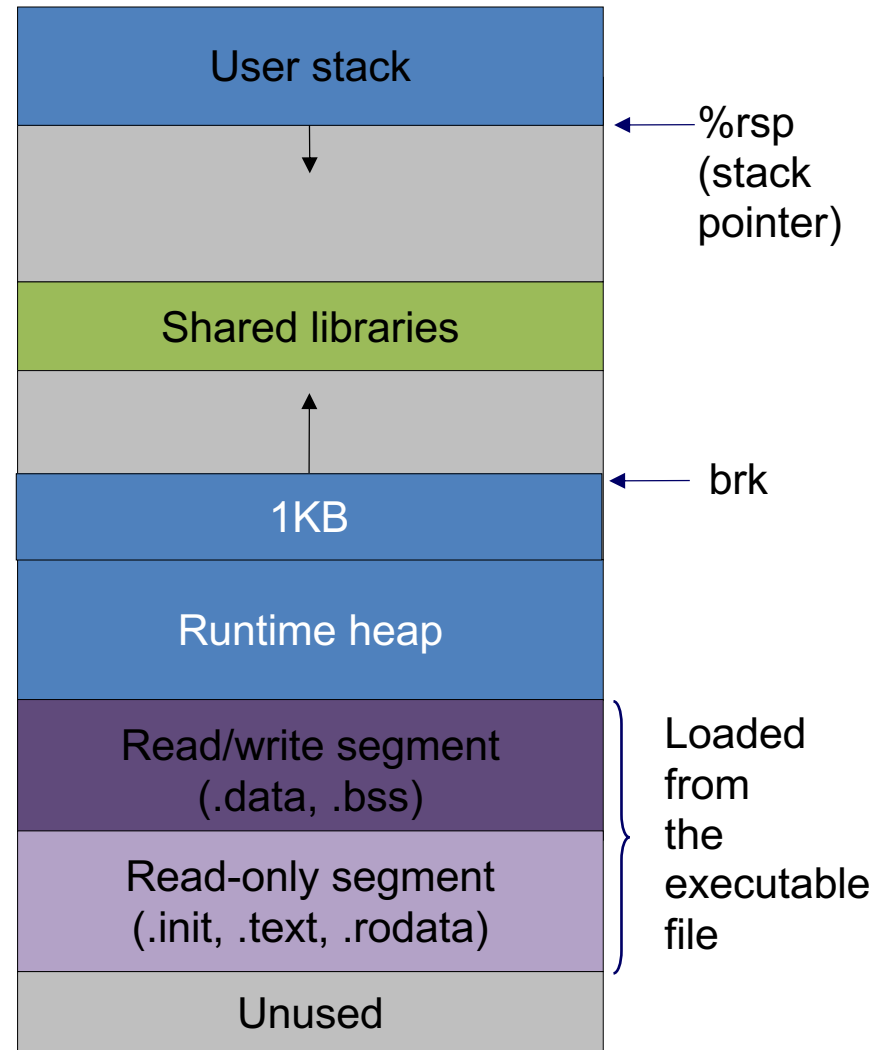 User stack
%rsp
(stack
pointer)
Shared libraries
brk
1KB
Runtime heap
Read/write segment
(.data, .bss)
Read-only segment
(.init, .text, .rodata)
Loaded
from
the
executable
file
Unused